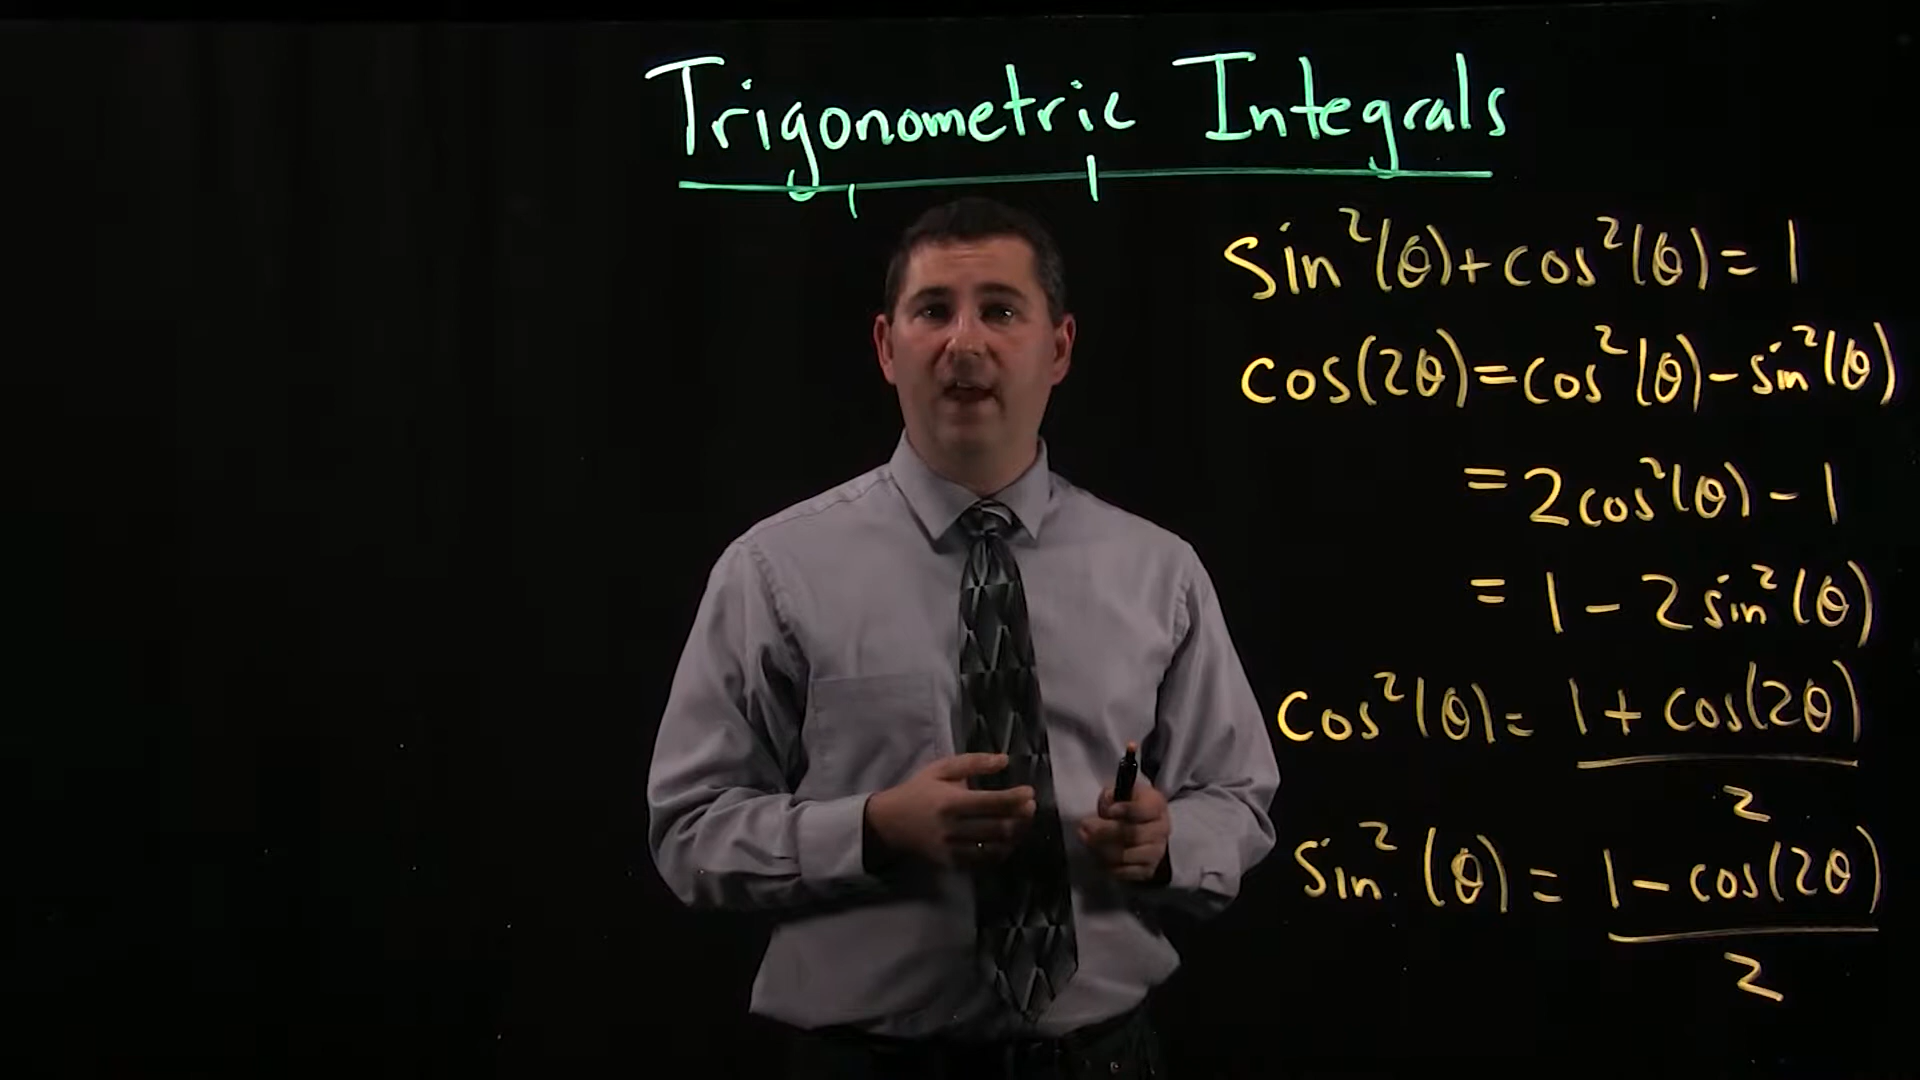 Trigonometric Integrals
sin²(θ)+cos²(θ)=1
cos(2θ)=cos²(θ)-sin²(θ)
=2cos²(θ)-1
=1-2sin²(θ)
cos²(θ)=1+cos(2θ)
2
sin²(θ)=1-cos(2θ)
2